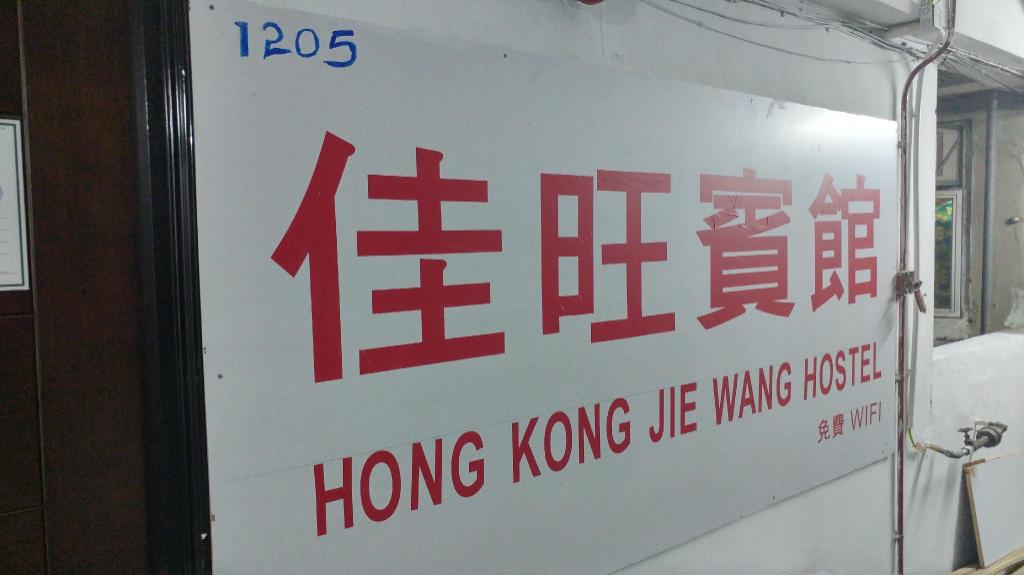 1205
佳旺賓館
HONG KONG JIE WANG HOSTEL
免費 WIFI